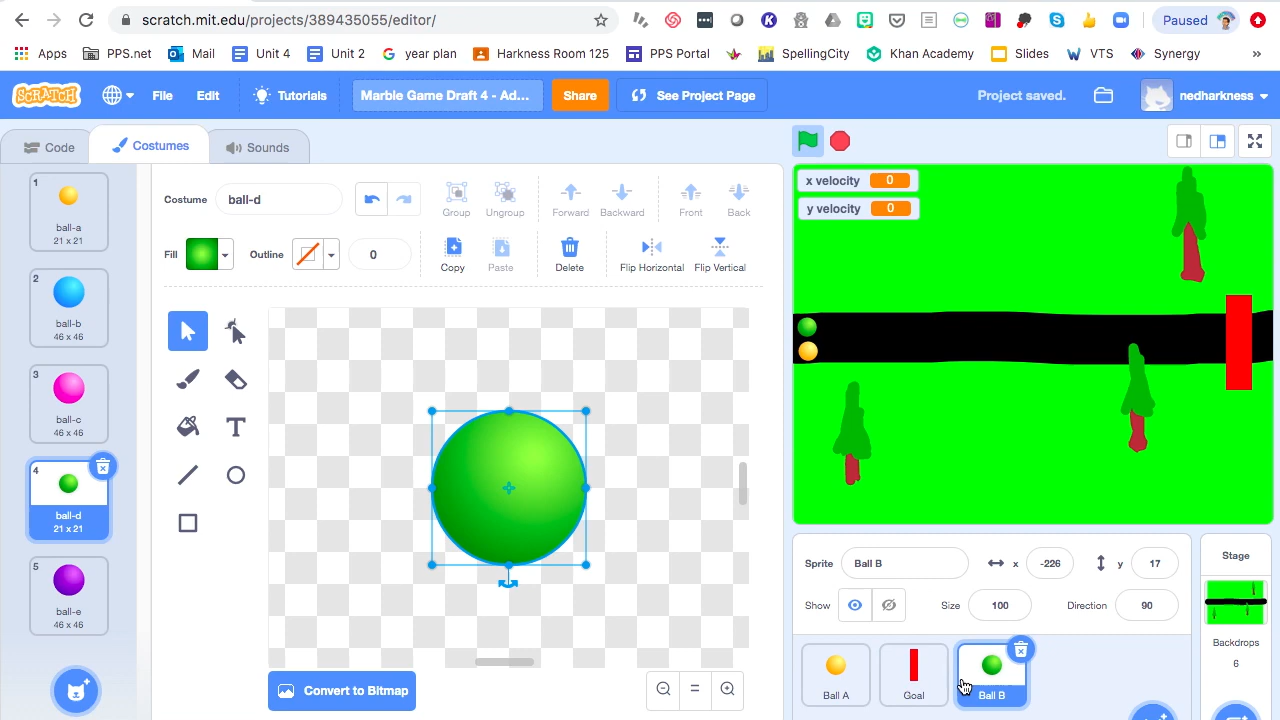 scratch.mit.edu/projects/389435055/editor/
Paused
Apps
PPS.net
Mail
Unit 4
Unit 2
year plan
Harkness Room 125
PPS Portal
SpellingCity
Khan Academy
Slides
VTS
Synergy
»
SCRATCH
File
Edit
Tutorials
Marble Game Draft 4 - Ad...
Share
See Project Page
Project saved.
nedharkness
Code
Costumes
Sounds
1
ball-a
21 x 21
2
ball-b
46 x 46
3
ball-c
46 x 46
4
ball-d
21 x 21
5
ball-e
46 x 46
Costume
ball-d
Group
Ungroup
Forward
Backward
Front
Back
Fill
Outline
0
Copy
Paste
Delete
Flip Horizontal
Flip Vertical
T
Convert to Bitmap
x velocity 0
y velocity 0
Sprite
Ball B
x
-226
y
17
Show
Size
100
Direction
90
Ball A
Goal
Ball B
Stage
Backdrops
6